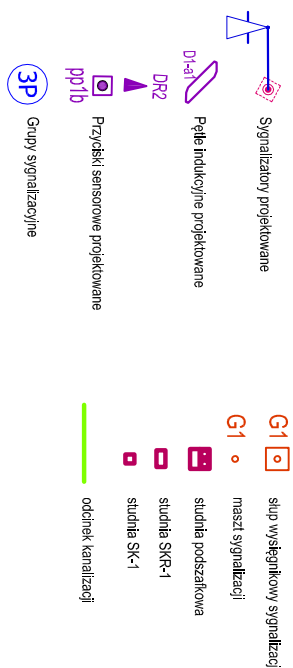 Sygnalizatory projektowane
D1-a1
Pętle indukcyjne projektowane
DR2
pp1b
Przyciski sensorowe projektowane
3P
Grupy sygnalizacyjne
G1
słup wysięgnikowy sygnalizacj
G1
maszt sygnalizacji
studnia podszafkowa
studnia SKR-1
studnia SK-1
odcinek kanalizacji